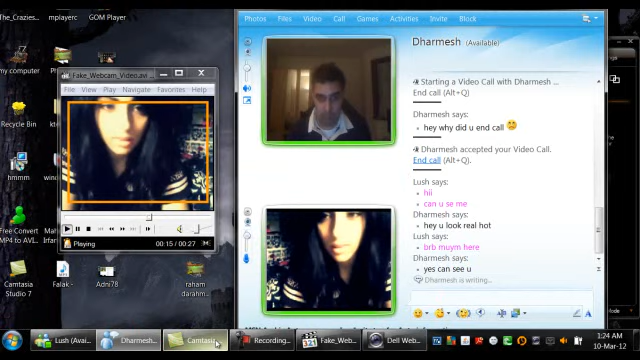 Photos Files Video Call Games Activities Invite Block
The_Crazies... mplayerc GOM Player
Dharmesh (Available)
my computer
Fake_Webcam_Video.avi ...
File View Play Navigate Favorites Help
Starting a Video Call with Dharmesh ...
End call (Alt+Q)
Dharmesh says:
hey why did u end call
Recycle Bin
Dharmesh accepted your Video Call.
End call (Alt+Q).
hmmm
Lush says:
hii
can u se me
Dharmesh says:
hey u look real hot
Lush says:
brb muym here
Dharmesh says:
yes can see u
Dharmesh is writing...
Free Convert
MP4 to AVI...
Playing 00:15 / 00:27
Camtasia
Studio 7
Falak -
Adni78
raham
darahm...
Lush (Avai... Dharmesh... Camtasi... Recording... Fake_Web... Dell Web...
1:24 AM
10-Mar-12